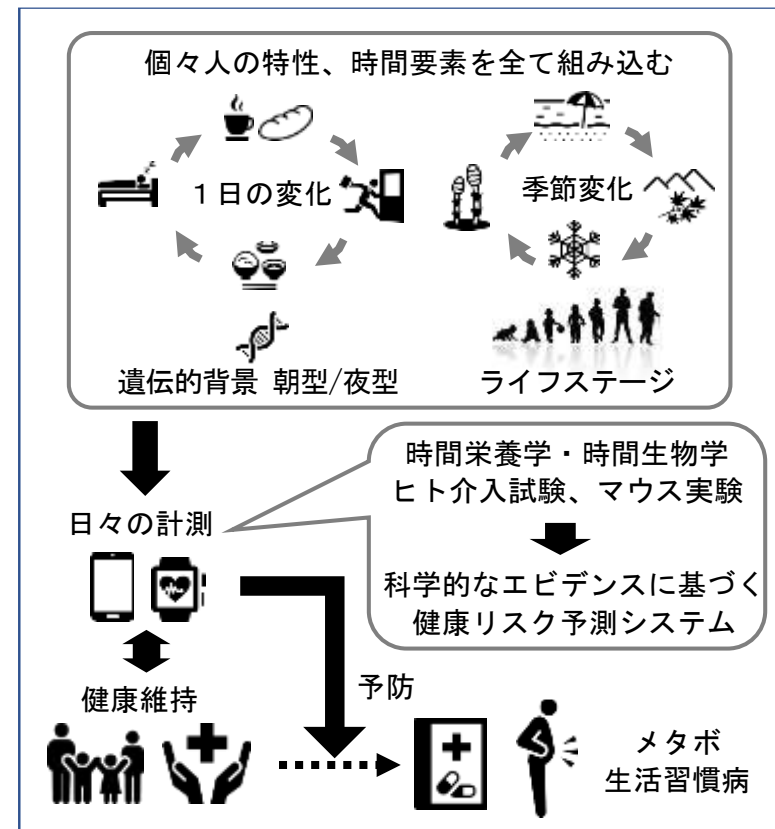 個々人の特性、時間要素を全て組み込む
１日の変化
季節変化
遺伝的背景 朝型/夜型
ライフステージ
時間栄養学・時間生物学
ヒト介入試験、マウス実験
科学的なエビデンスに基づく
健康リスク予測システム
日々の計測
健康維持
予防
メタボ
生活習慣病